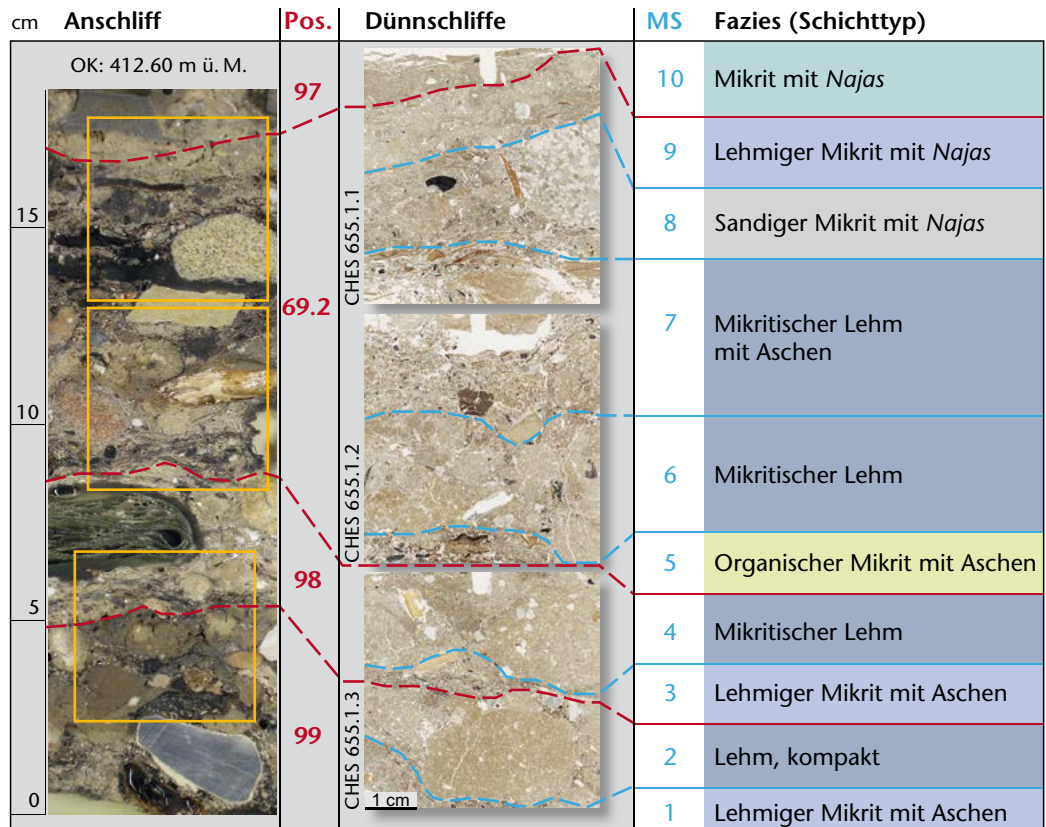 cm Anschliff Pos. Dünnschliffe MS Fazies (Schichttyp)
OK: 412.60 m ü. M.
97
69.2
98
99
15
10
5
0
CHES 655.1.1
CHES 655.1.2
CHES 655.1.3
1 cm
10 Mikrit mit Najas
9 Lehmiger Mikrit mit Najas
8 Sandiger Mikrit mit Najas
7 Mikritischer Lehm
mit Aschen
6 Mikritischer Lehm
5 Organischer Mikrit mit Aschen
4 Mikritischer Lehm
3 Lehmiger Mikrit mit Aschen
2 Lehm, kompakt
1 Lehmiger Mikrit mit Aschen